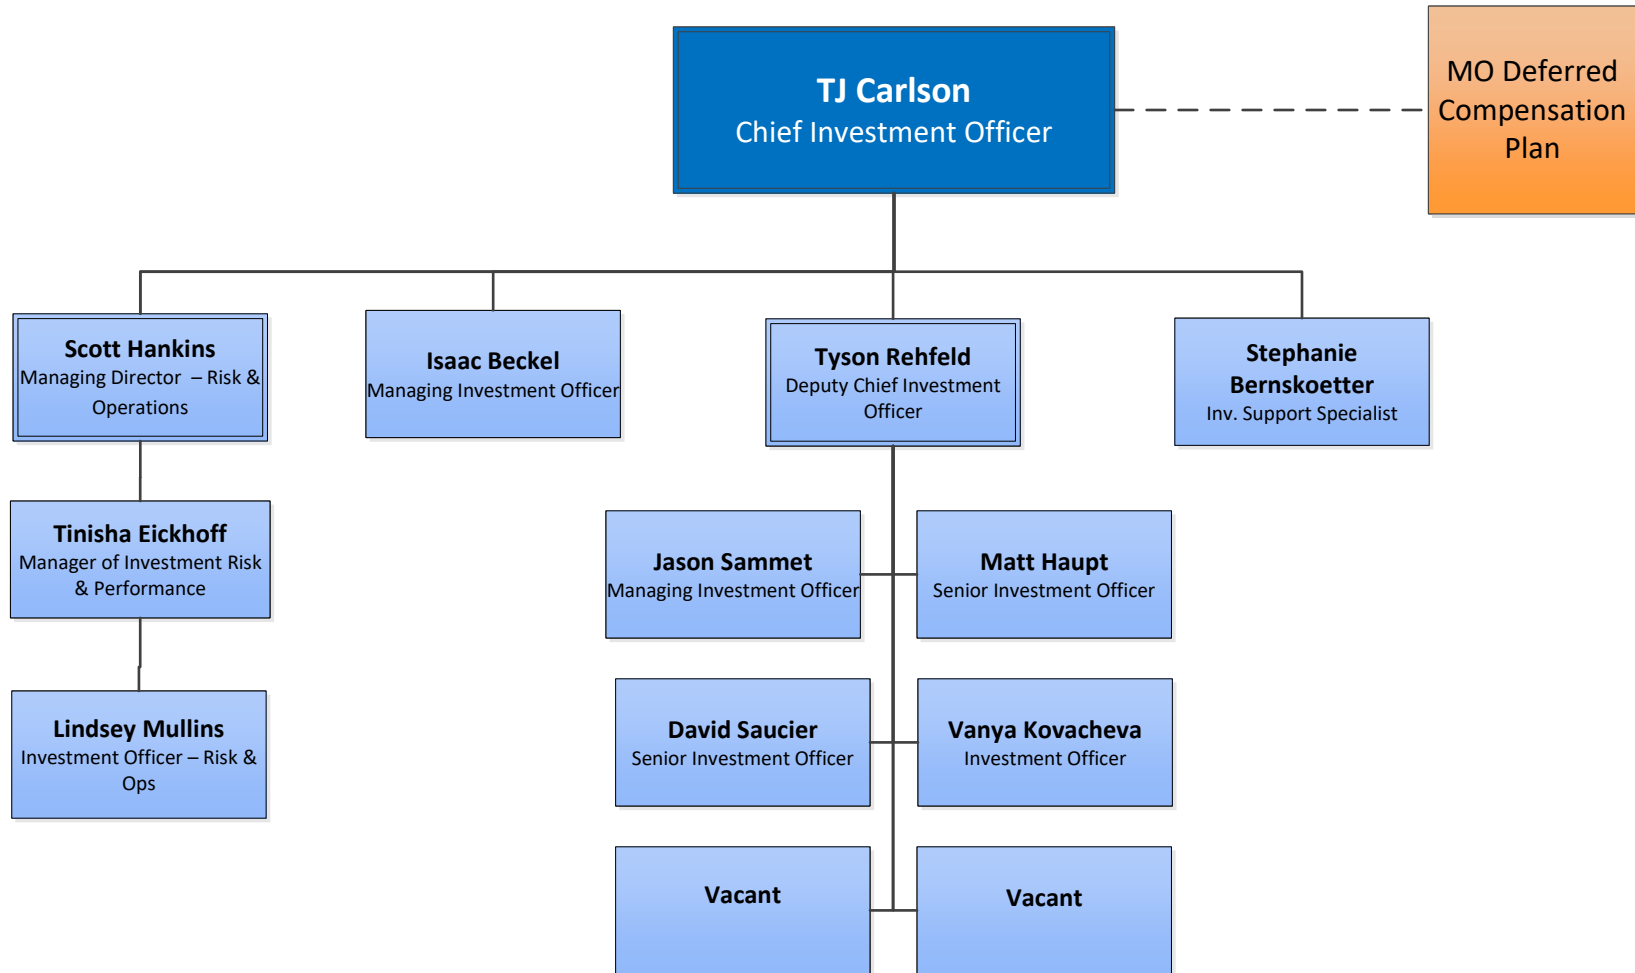 TJ Carlson
Chief Investment Officer
MO Deferred
Compensation
Plan
Scott Hankins
Managing Director – Risk &
Operations
Isaac Beckel
Managing Investment Officer
Tyson Rehfeld
Deputy Chief Investment
Officer
Stephanie
Bernskoetter
Inv. Support Specialist
Tinisha Eickhoff
Manager of Investment Risk
& Performance
Jason Sammet
Managing Investment Officer
Matt Haupt
Senior Investment Officer
Lindsey Mullins
Investment Officer – Risk &
Ops
David Saucier
Senior Investment Officer
Vanya Kovacheva
Investment Officer
Vacant
Vacant